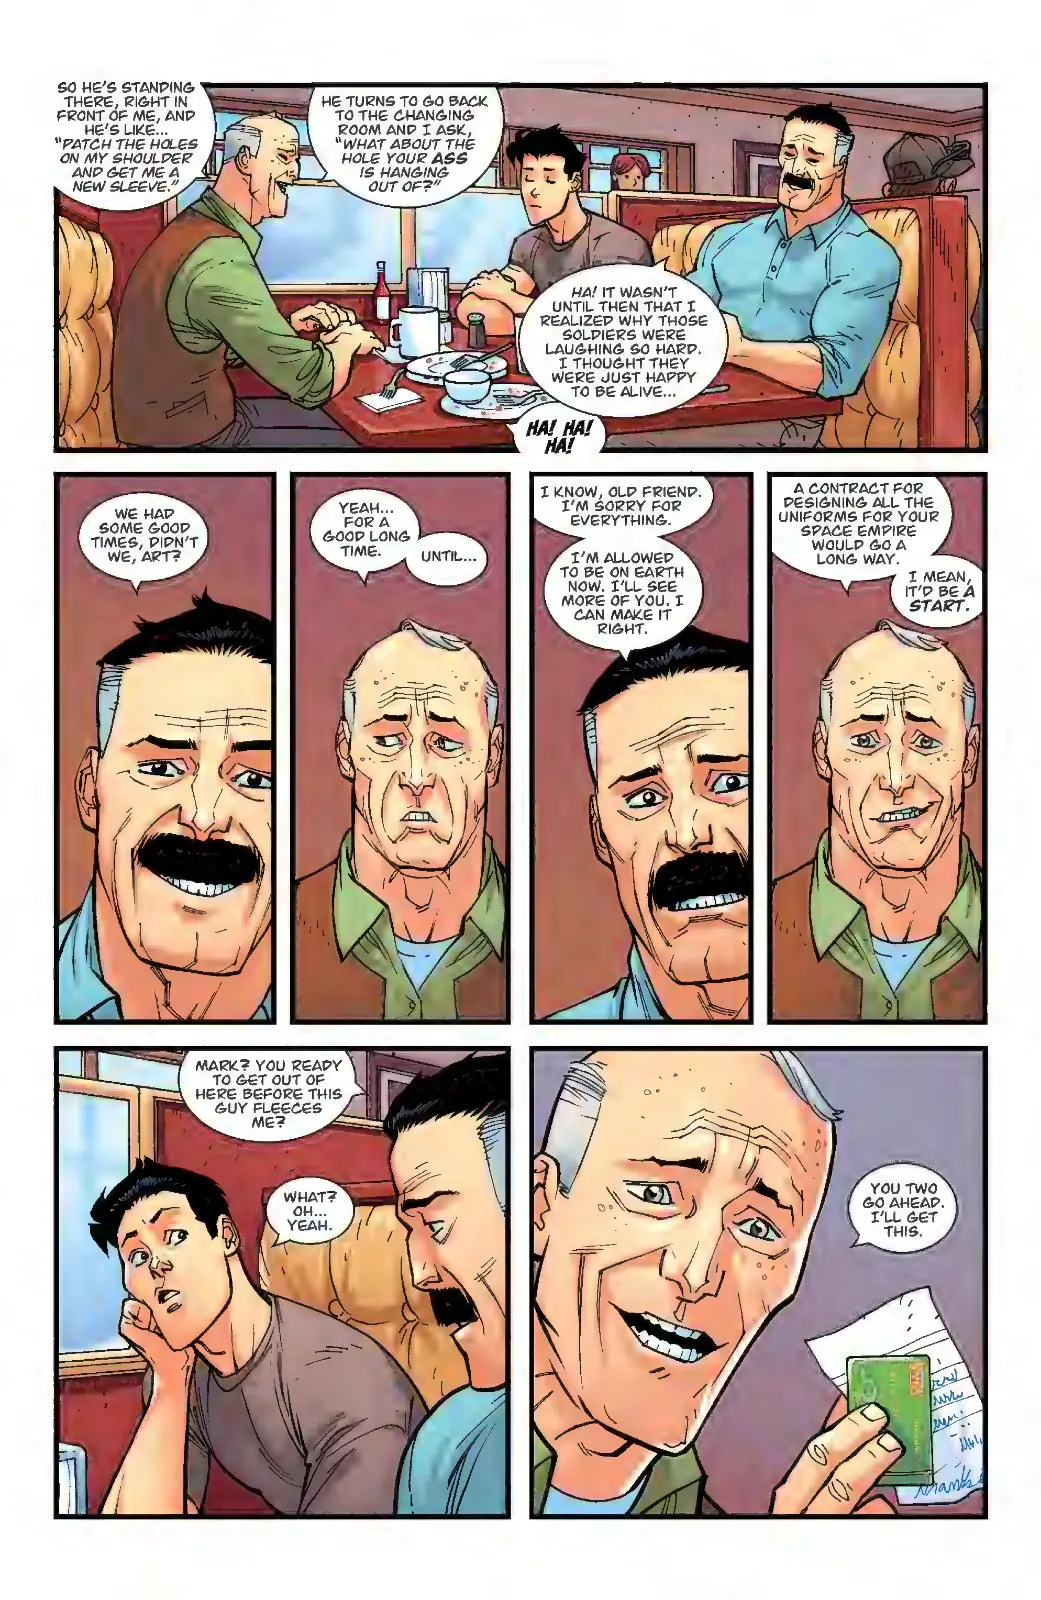 SO HE'S STANDING
THERE, RIGHT IN
FRONT OF ME, AND
HE'S LIKE...
"PATCH THE HOLES
ON MY SHOULDER
AND GET ME A
NEW SLEEVE."
HE TURNS TO GO BACK
TO THE CHANGING
ROOM AND I ASK,
"WHAT ABOUT THE
HOLE YOUR ASS
IS HANGING
OUT OF?"
HA! IT WASN'T
UNTIL THEN THAT I
REALIZED WHY THOSE
SOLDIERS WERE
LAUGHING SO HARD.
I THOUGHT THEY
WERE JUST HAPPY
TO BE ALIVE...
HA! HA!
HA!
WE HAD
SOME GOOD
TIMES, DIDN'T
WE, ART?
YEAH...
FOR A
GOOD LONG
TIME.
UNTIL...
I KNOW, OLD FRIEND.
I'M SORRY FOR
EVERYTHING.
I'M ALLOWED
TO BE ON EARTH
NOW. I'LL SEE
MORE OF YOU. I
CAN MAKE IT
RIGHT.
A CONTRACT FOR
DESIGNING ALL THE
UNIFORMS FOR YOUR
SPACE EMPIRE
WOULD GO A
LONG WAY.
I MEAN,
IT'D BE A
START.
MARK? YOU READY
TO GET OUT OF
HERE BEFORE THIS
GUY FLEECES
ME?
WHAT?
OH...
YEAH.
YOU TWO
GO AHEAD.
I'LL GET
THIS.
Thanks